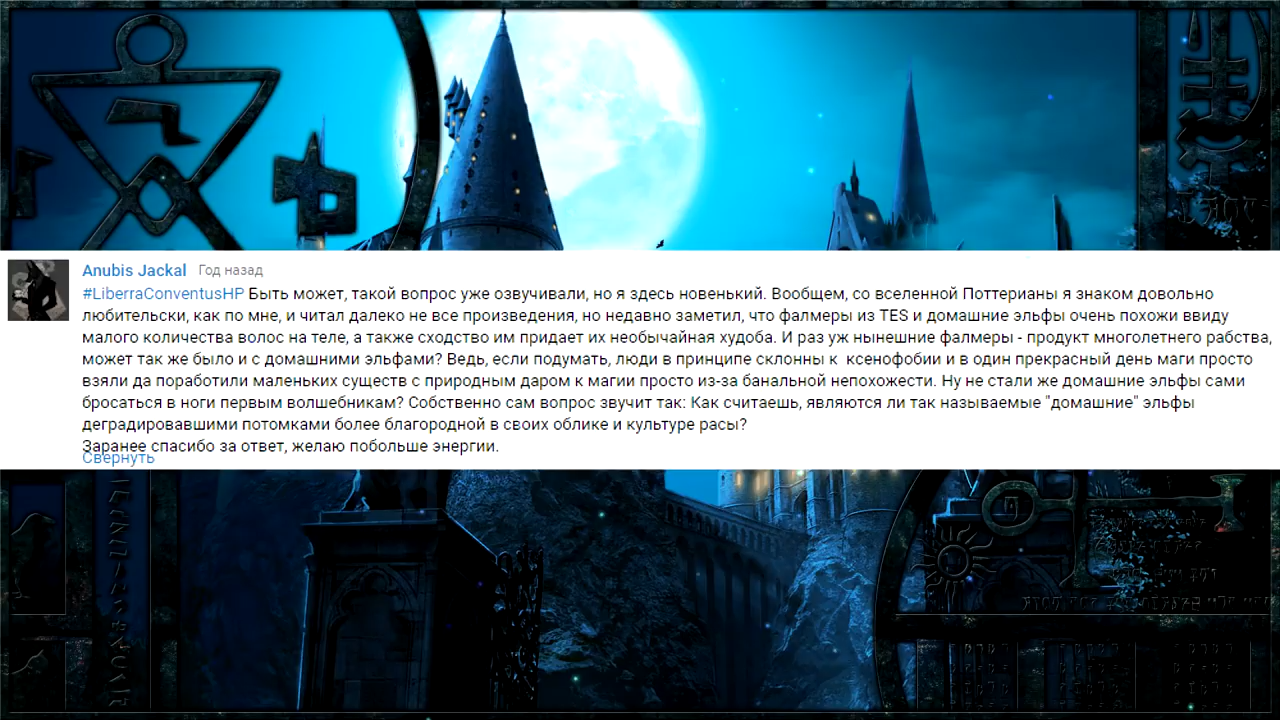 Anubis Jackal Год назад
#LiberraConventusHP Быть может, такой вопрос уже озвучивали, но я здесь новенький. Вообщем, со вселенной Поттерианы я знаком довольно
любительски, как по мне, и читал далеко не все произведения, но недавно заметил, что фалмеры из TES и домашние эльфы очень похожи ввиду
малого количества волос на теле, а также сходство им придает их необычайная худоба. И раз уж нынешние фалмеры - продукт многолетнего рабства,
может так же было и с домашними эльфами? Ведь, если подумать, люди в принципе склонны к  ксенофобии и в один прекрасный день маги просто
взяли да поработили маленьких существ с природным даром к магии просто из-за банальной непохожести. Ну не стали же домашние эльфы сами
бросаться в ноги первым волшебникам? Собственно сам вопрос звучит так: Как считаешь, являются ли так называемые "домашние" эльфы
деградировавшими потомками более благородной в своих облике и культуре расы?
Заранее спасибо за ответ, желаю побольше энергии.
Свернуть